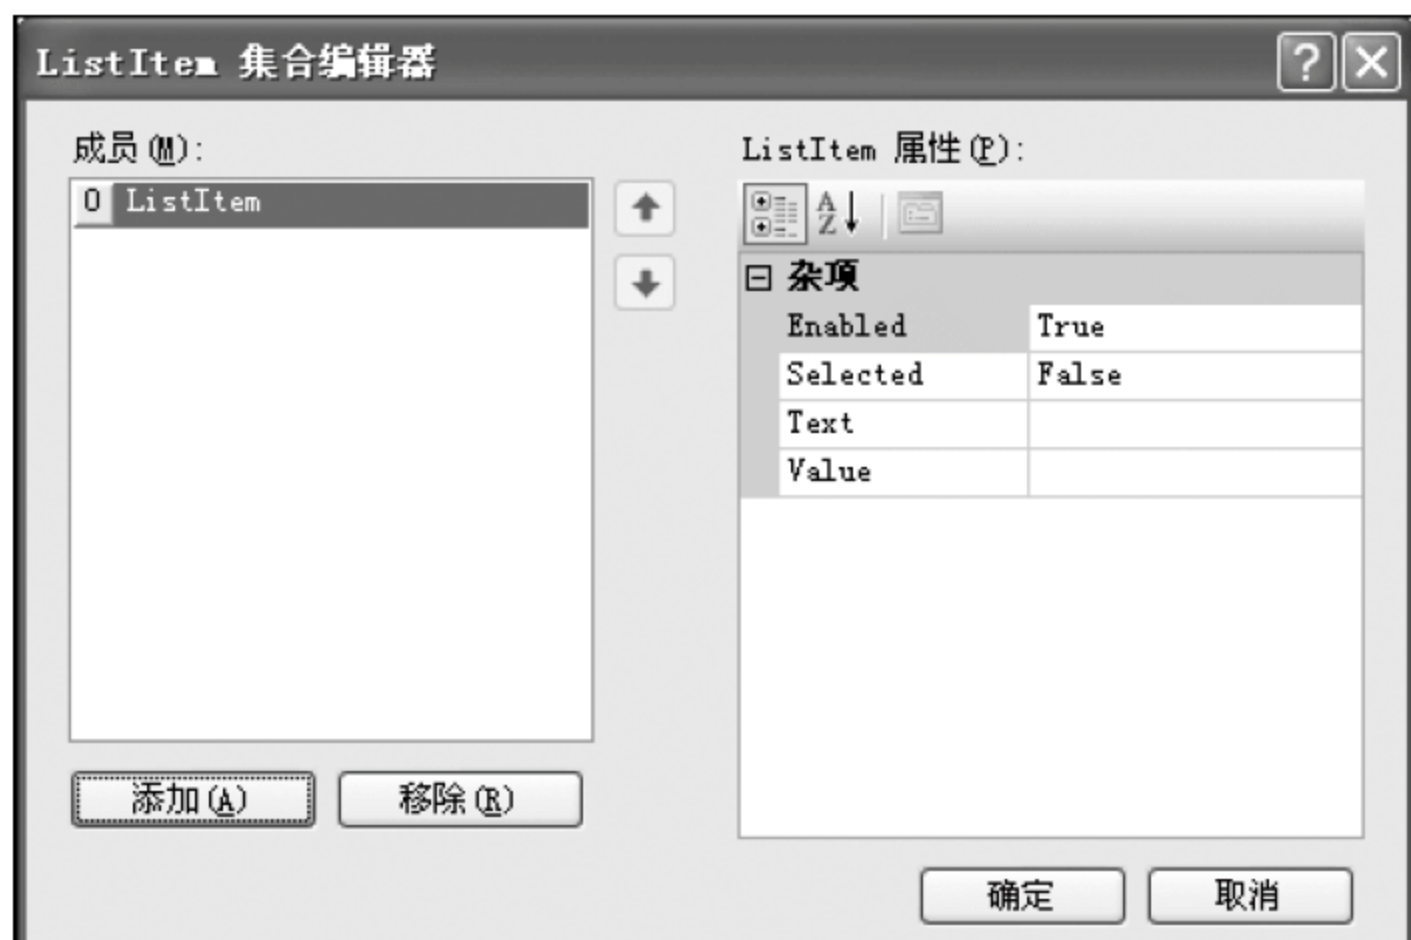 ListItem 集合编辑器
成员(M):
0 ListItem
添加(A)
移除(R)
ListItem 属性(P):
杂项
Enabled True
Selected False
Text
Value
确定
取消